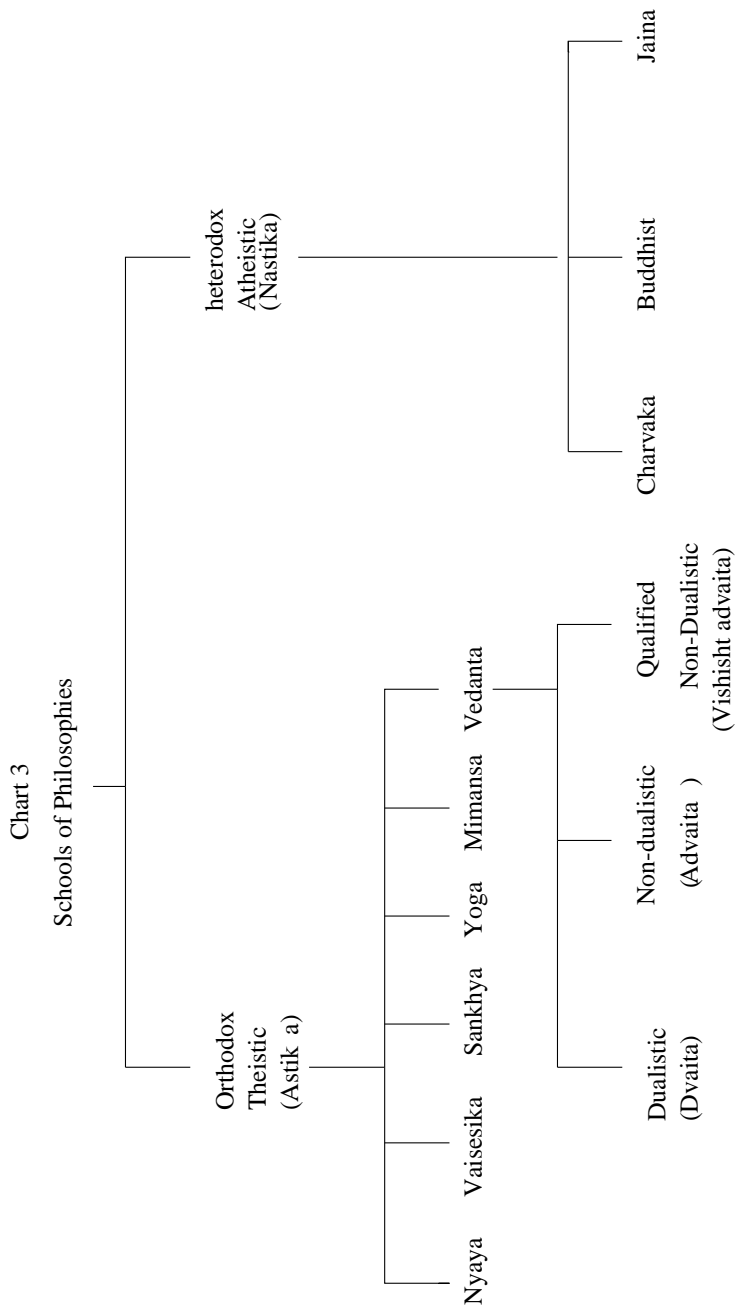 Chart 3
Schools of Philosophies
Orthodox
Theistic
(Astik a)
heterodox
Atheistic
(Nastika)
Nyaya Vaisesika Sankhya Yoga Mimansa Vedanta
Dualistic
(Dvaita)
Non-dualistic
(Advaita )
Qualified
Non-Dualistic
(Vishisht advaita)
Charvaka Buddhist Jaina